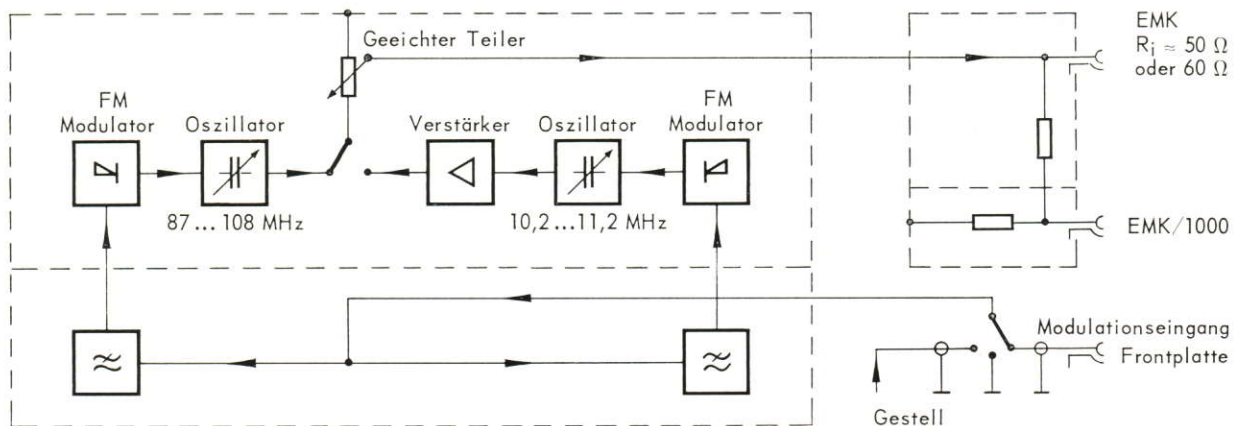 EMK
Rᵢ ≈ 50 Ω
oder 60 Ω
Geeichter Teiler
FM
Modulator
Oszillator
Verstärker
Oszillator
FM
Modulator
87 ... 108 MHz
10,2 ... 11,2 MHz
EMK/1000
Modulationseingang
Frontplatte
Gestell